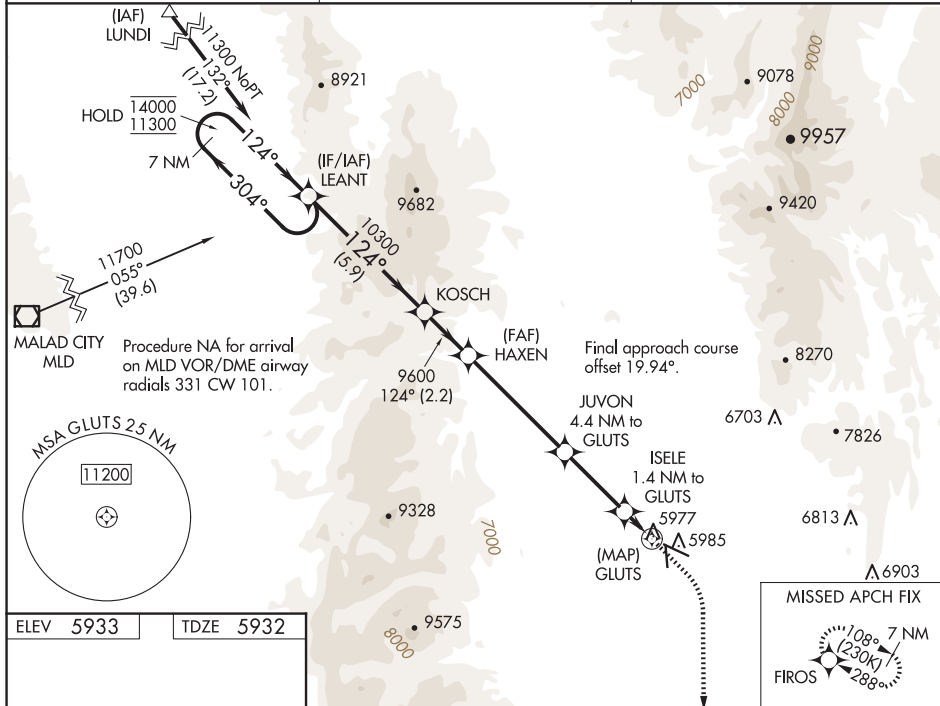 (IAF)
LUNDI
11300 NoPT
132°
(17.2)
HOLD 14000
11300
7 NM
124°
304°
(IF/IAF)
LEANT
8921
9682
10300
124°
(5.9)
KOSCH
11700
055°
(39.6)
MALAD CITY
MLD
Procedure NA for arrival
on MLD VOR/DME airway
radials 331 CW 101.
9600
124° (2.2)
(FAF)
HAXEN
Final approach course
offset 19.94°.
JUVON
4.4 NM to
GLUTS
ISELE
1.4 NM to
GLUTS
5977
5985
(MAP)
GLUTS
7000
8000
9000
9078
9957
9420
8270
6703
7826
6813
6903
MSA GLUTS 25 NM
11200
9328
7000
9575
8000
ELEV 5933
TDZE 5932
MISSED APCH FIX
108°
7 NM
(230K)
288°
FIROS